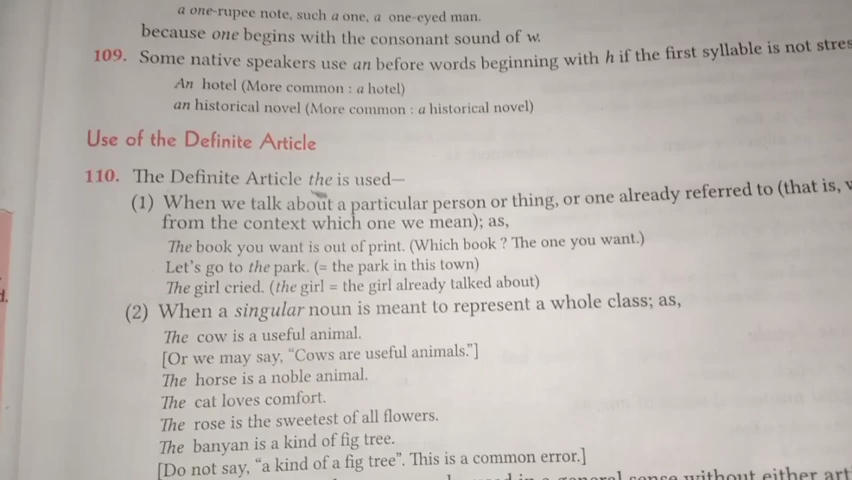 a one-rupee note, such a one, a one-eyed man.
because one begins with the consonant sound of w.
109. Some native speakers use an before words beginning with h if the first syllable is not stres
An hotel (More common : a hotel)
an historical novel (More common : a historical novel)
Use of the Definite Article
110. The Definite Article the is used—
(1) When we talk about a particular person or thing, or one already referred to (that is,
from the context which one we mean); as,
The book you want is out of print. (Which book ? The one you want.)
Let's go to the park. (= the park in this town)
The girl cried. (the girl = the girl already talked about)
(2) When a singular noun is meant to represent a whole class; as,
The cow is a useful animal.
[Or we may say, “Cows are useful animals.”]
The horse is a noble animal.
The cat loves comfort.
The rose is the sweetest of all flowers.
The banyan is a kind of fig tree.
[Do not say, “a kind of a fig tree”. This is a common error.]
in a general sense without either art
d.